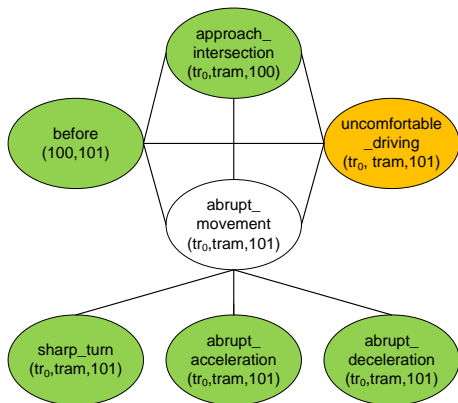 approach_
intersection
(tr₀,tram,100)
before
(100,101)
uncomfortable
_driving
(tr₀, tram,101)
abrupt_
movement
(tr₀,tram,101)
sharp_turn
(tr₀,tram,101)
abrupt_
acceleration
(tr₀,tram,101)
abrupt_
deceleration
(tr₀,tram,101)